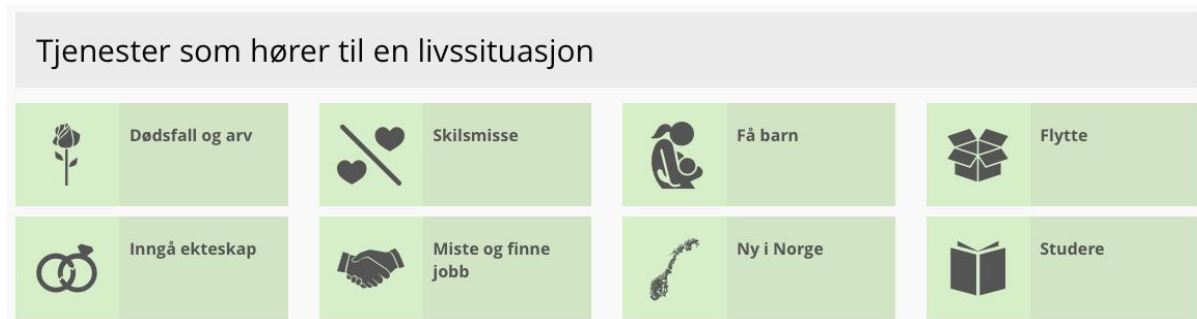 Tjenester som hører til en livssituasjon
Dødsfall og arv
Skilsmisse
Få barn
Flytte
Inngå ekteskap
Miste og finne
jobb
Ny i Norge
Studere